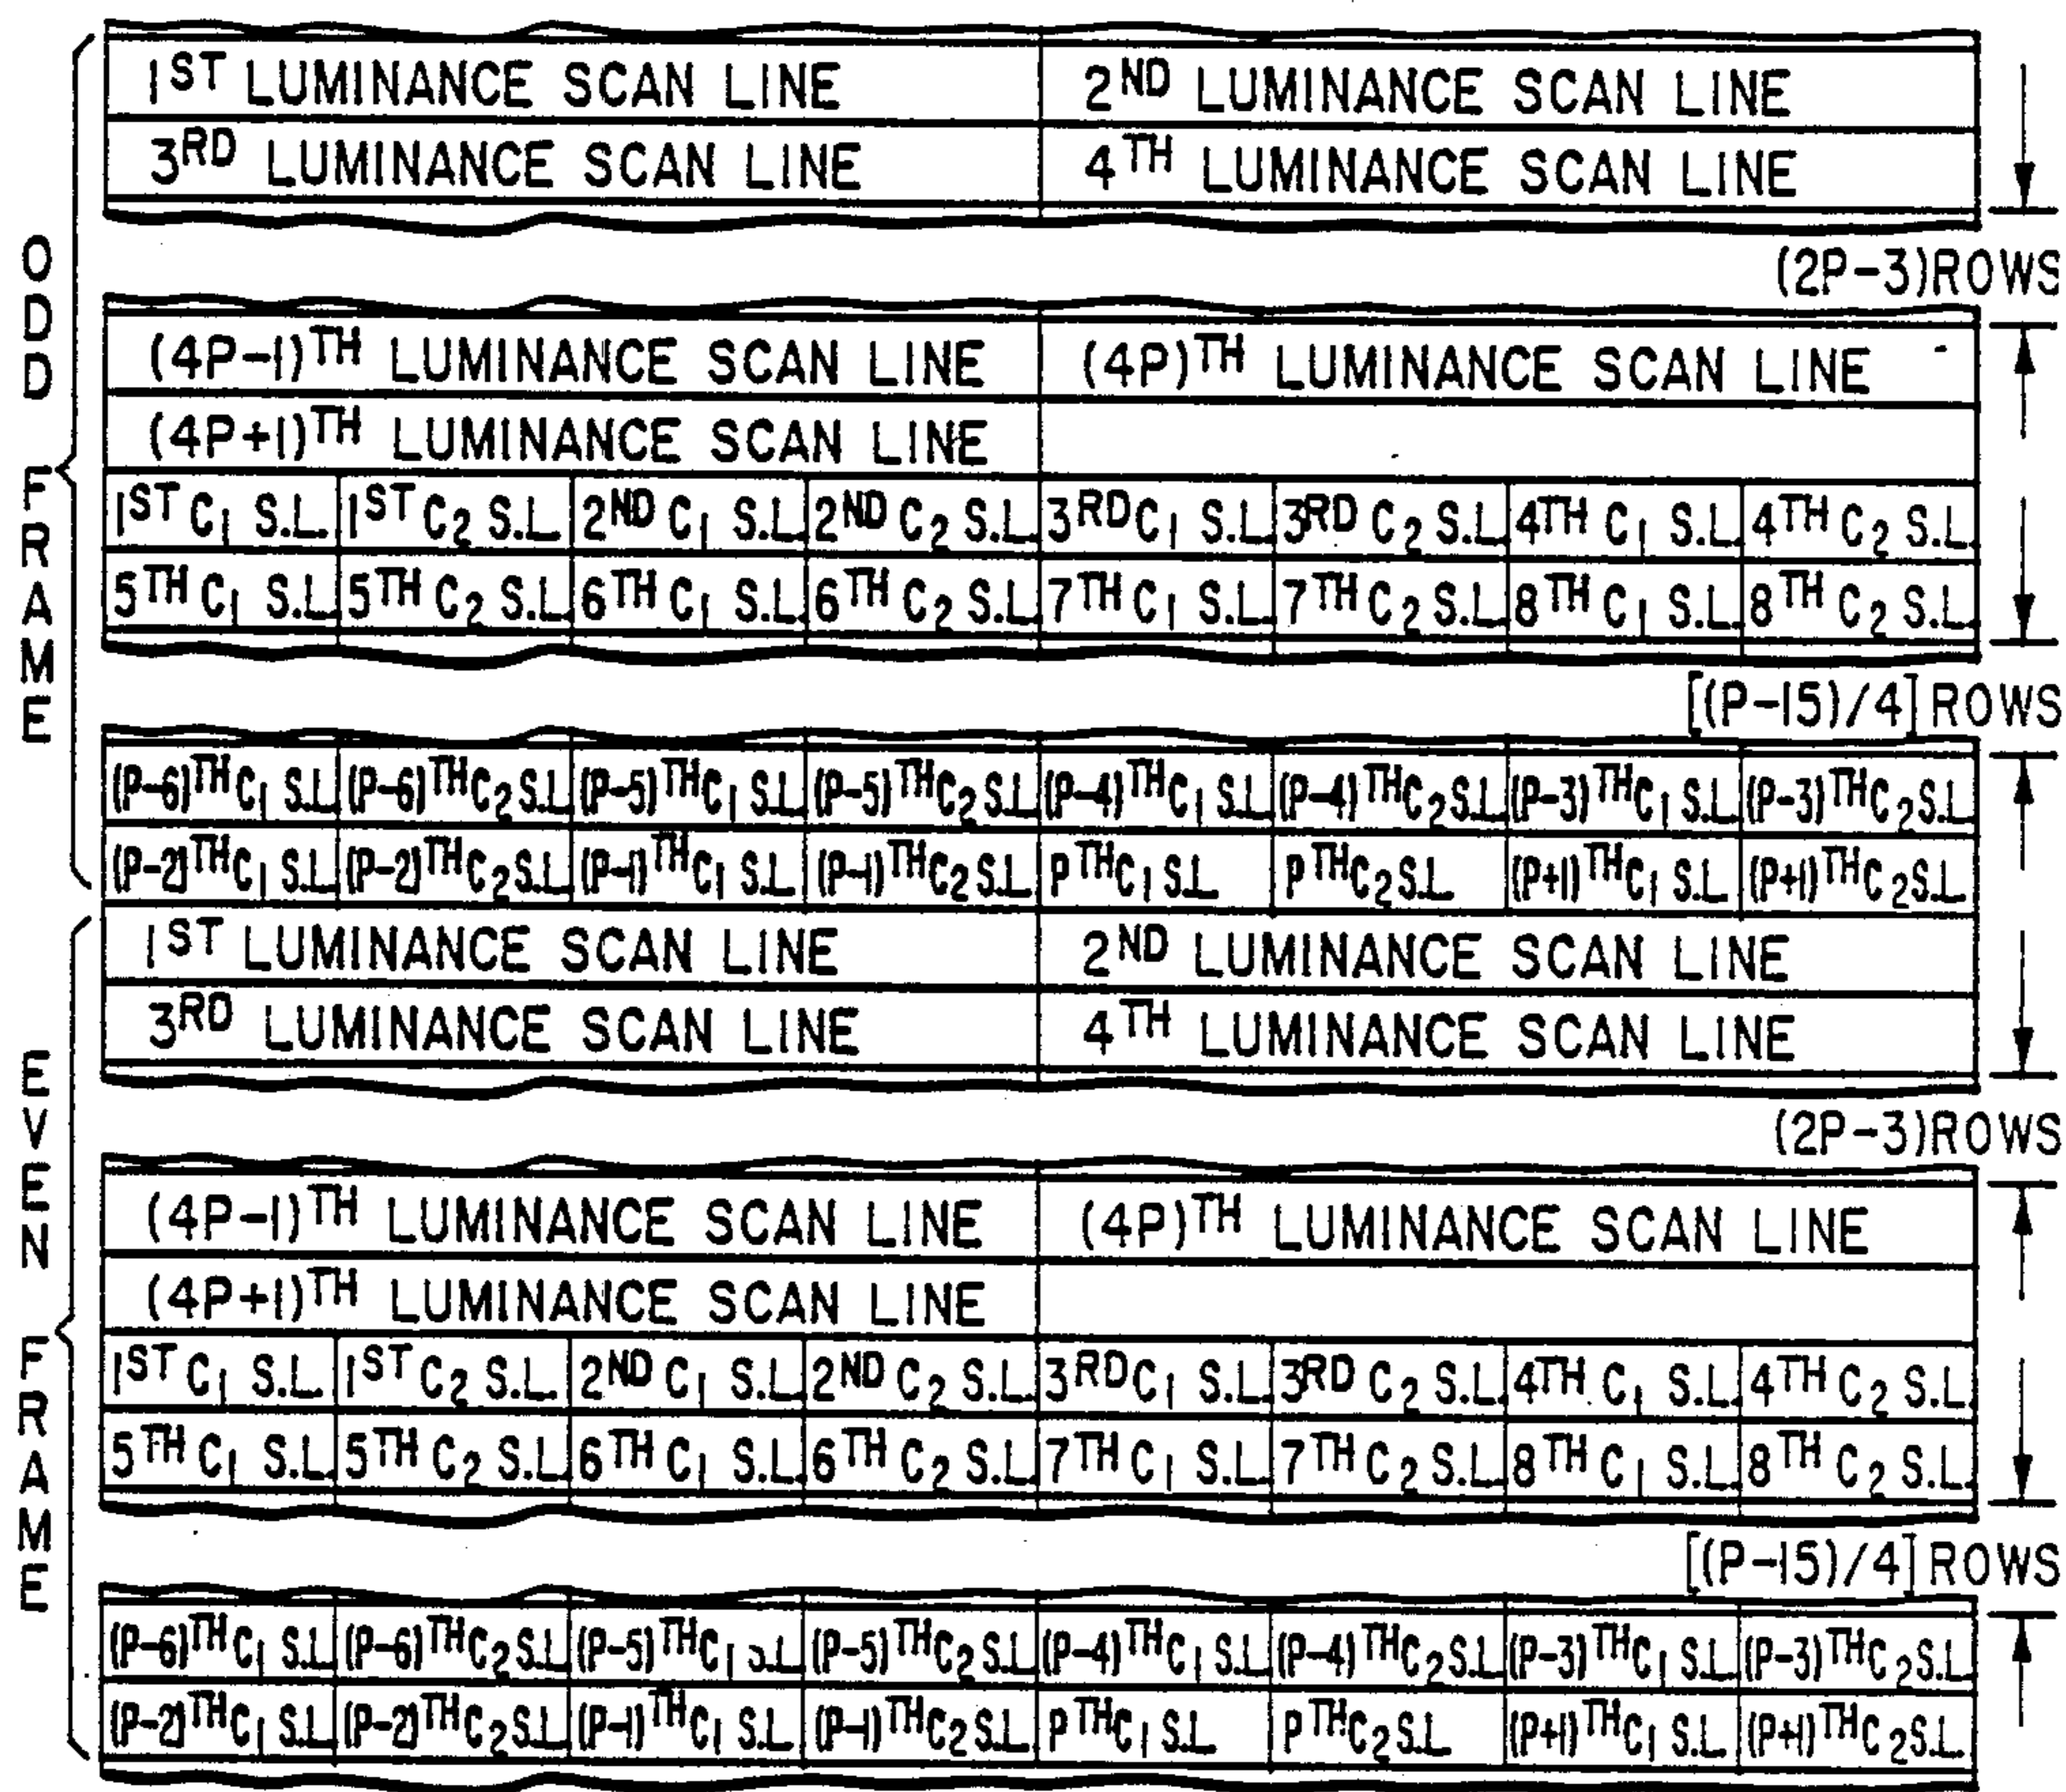 1ST LUMINANCE SCAN LINE 2ND LUMINANCE SCAN LINE
3RD LUMINANCE SCAN LINE 4TH LUMINANCE SCAN LINE
(2P-3)ROWS
ODD FRAME
(4P-1)TH LUMINANCE SCAN LINE (4P)TH LUMINANCE SCAN LINE
(4P+1)TH LUMINANCE SCAN LINE
1ST C1 S.L. 1ST C2 S.L. 2ND C1 S.L. 2ND C2 S.L. 3RD C1 S.L. 3RD C2 S.L. 4TH C1 S.L. 4TH C2 S.L.
5TH C1 S.L. 5TH C2 S.L. 6TH C1 S.L. 6TH C2 S.L. 7TH C1 S.L. 7TH C2 S.L. 8TH C1 S.L. 8TH C2 S.L.
[(P-15)/4] ROWS
(P-6)TH C1 S.L. (P-6)TH C2 S.L. (P-5)TH C1 S.L. (P-5)TH C2 S.L. (P-4)TH C1 S.L. (P-4)TH C2 S.L. (P-3)TH C1 S.L. (P-3)TH C2 S.L.
(P-2)TH C1 S.L. (P-2)TH C2 S.L. (P-1)TH C1 S.L. (P-1)TH C2 S.L. PTH C1 S.L. PTH C2 S.L. (P+1)TH C1 S.L. (P+1)TH C2 S.L.
1ST LUMINANCE SCAN LINE 2ND LUMINANCE SCAN LINE
3RD LUMINANCE SCAN LINE 4TH LUMINANCE SCAN LINE
(2P-3)ROWS
EVEN FRAME
(4P-1)TH LUMINANCE SCAN LINE (4P)TH LUMINANCE SCAN LINE
(4P+1)TH LUMINANCE SCAN LINE
1ST C1 S.L. 1ST C2 S.L. 2ND C1 S.L. 2ND C2 S.L. 3RD C1 S.L. 3RD C2 S.L. 4TH C1 S.L. 4TH C2 S.L.
5TH C1 S.L. 5TH C2 S.L. 6TH C1 S.L. 6TH C2 S.L. 7TH C1 S.L. 7TH C2 S.L. 8TH C1 S.L. 8TH C2 S.L.
[(P-15)/4] ROWS
(P-6)TH C1 S.L. (P-6)TH C2 S.L. (P-5)TH C1 S.L. (P-5)TH C2 S.L. (P-4)TH C1 S.L. (P-4)TH C2 S.L. (P-3)TH C1 S.L. (P-3)TH C2 S.L.
(P-2)TH C1 S.L. (P-2)TH C2 S.L. (P-1)TH C1 S.L. (P-1)TH C2 S.L. PTH C1 S.L. PTH C2 S.L. (P+1)TH C1 S.L. (P+1)TH C2 S.L.